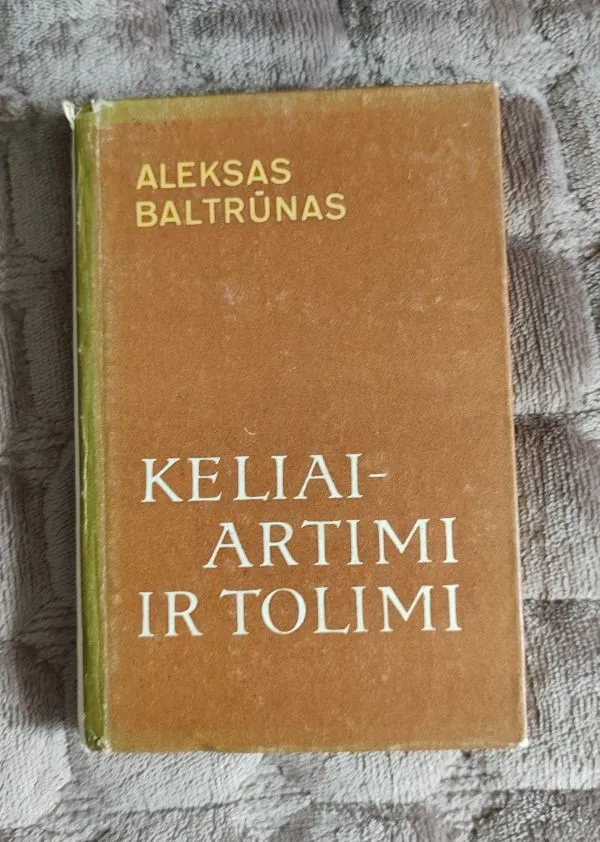 ALEKSAS
BALTRŪNAS
KELIAI-
ARTIMI
IR TOLIMI